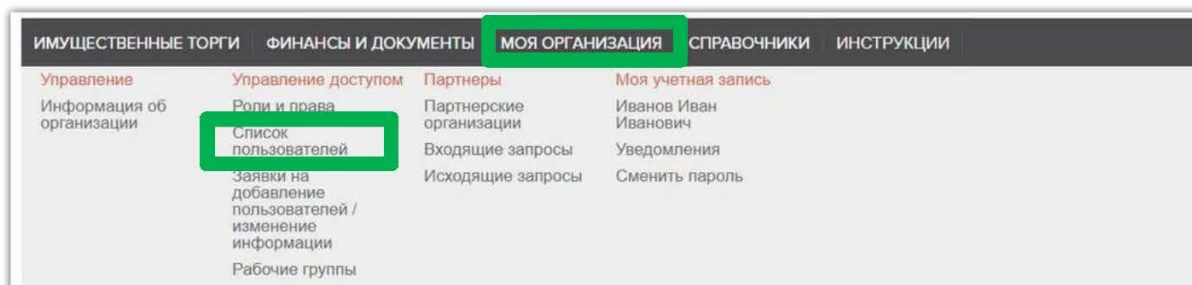 ИМУЩЕСТВЕННЫЕ ТОРГИ ФИНАНСЫ И ДОКУМЕНТЫ МОЯ ОРГАНИЗАЦИЯ СПРАВОЧНИКИ ИНСТРУКЦИИ
Управление
Информация об
организации
Управление доступом
Роли и права
Список
пользователей
Заявки на
добавление
пользователей /
изменение
информации
Рабочие группы
Партнеры
Партнерские
организации
Входящие запросы
Исходящие запросы
Моя учетная запись
Иванов Иван
Иванович
Уведомления
Сменить пароль